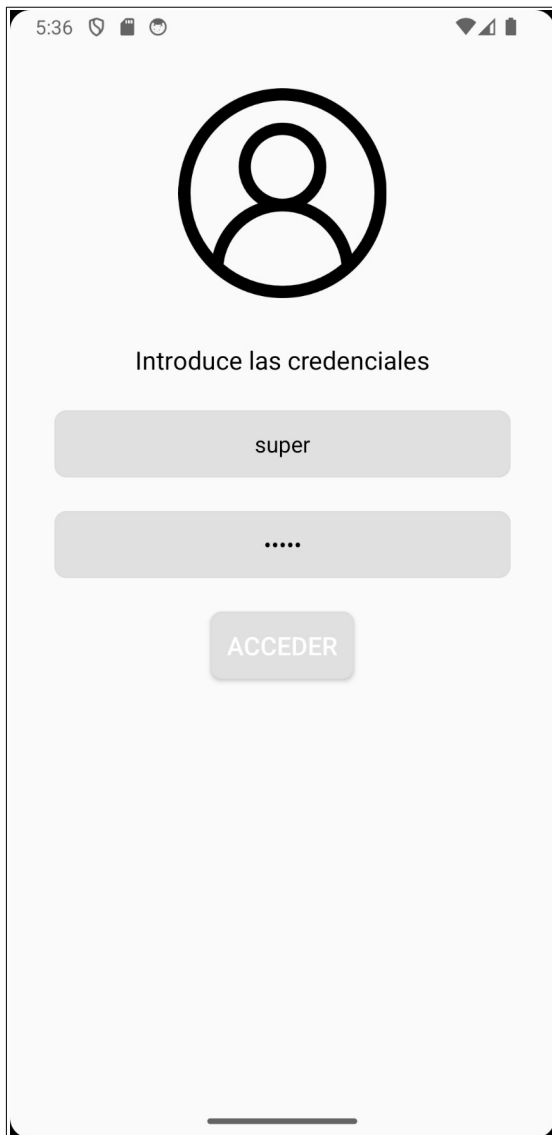 5:36
Introduce las credenciales
super
•••••
ACCEDER